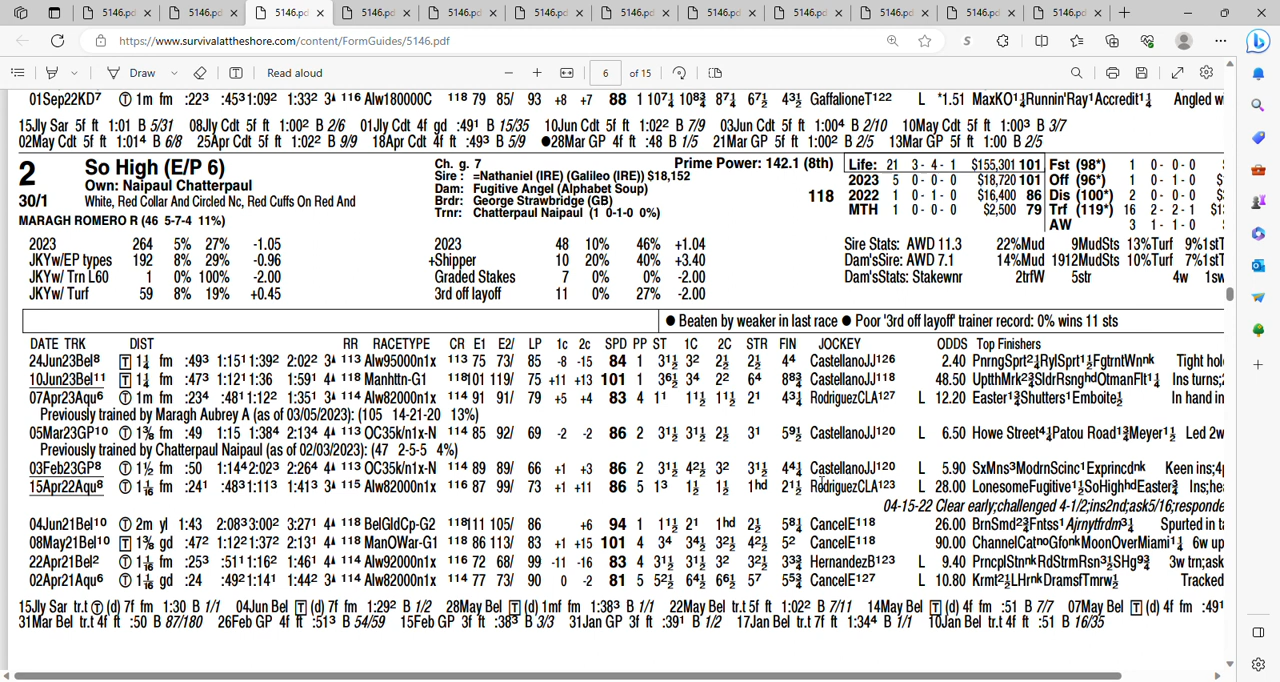 5146.pd
5146.pd
5146.pd
5146.pd
5146.pd
5146.pd
5146.pd
5146.pd
5146.pd
5146.pd
5146.pd
5146.pd
https://www.survivalattheshore.com/content/FormGuides/5146.pdf
Draw
Read aloud
6 of 15
01Sep22KD7 Ⓣ 1m fm :223 :4531:092 1:332 3▲ 116 Alw180000C 118 79 85/ 93 +8 +7 88 1 107¼ 108¾ 87¼ 67½ 43½ GaffalioneT122 L *1.51 MaxKO1¼Runnin'Ray1Accredit1¼ Angled w
15Jly Sar 5f ft 1:01 B 5/31 08Jly Cdt 5f ft 1:002 B 2/6 01Jly Cdt 4f gd :491 B 15/35 10Jun Cdt 5f ft 1:022 B 7/9 03Jun Cdt 5f ft 1:004 B 2/10 10May Cdt 5f ft 1:003 B 3/7
02May Cdt 5f ft 1:014 B 6/8 25Apr Cdt 5f ft 1:022 B 9/9 18Apr Cdt 4f ft :493 B 5/9 ●28Mar GP 4f ft :48 B 1/5 21Mar GP 5f ft 1:002 B 2/5 13Mar GP 5f ft 1:00 B 2/5
2 So High (E/P 6) Ch. g. 7 Prime Power: 142.1 (8th) Life: 21 3- 4- 1 $155,301 101 Fst (98*) 1 0- 0- 0
Own: Naipaul Chatterpaul Sire : =Nathaniel (IRE) (Galileo (IRE)) $18,152 2023 5 0- 0- 0 $18,720 101 Off (96*) 1 0- 1- 0 $
30/1 White, Red Collar And Circled Nc, Red Cuffs On Red And Dam: Fugitive Angel (Alphabet Soup) 118 2022 1 0- 1- 0 $16,400 86 Dis (100*) 2 0- 0- 0
Brdr: George Strawbridge (GB) MTH 1 0- 0- 0 $2,500 79 Trf (119*) 16 2- 2- 1 $1
MARAGH ROMERO R (46 5-7-4 11%) Trnr: Chatterpaul Naipaul (1 0-1-0 0%) AW 3 1- 1- 0
2023 264 5% 27% -1.05 2023 48 10% 46% +1.04 Sire Stats: AWD 11.3 22%Mud 9MudSts 13%Turf 9%1stT
JKYw/EP types 192 8% 29% -0.96 +Shipper 10 20% 40% +3.40 Dam'sSire: AWD 7.1 14%Mud 1912MudSts 10%Turf 7%1stT
JKYw/ Trn L60 1 0% 100% -2.00 Graded Stakes 7 0% 0% -2.00 Dam'sStats: Stakewnr 2trfW 5str 4w 1sw
JKYw/ Turf 59 8% 19% +0.45 3rd off layoff 11 0% 27% -2.00
● Beaten by weaker in last race ● Poor '3rd off layoff' trainer record: 0% wins 11 sts
DATE TRK DIST RR RACETYPE CR E1 E2/ LP 1c 2c SPD PP ST 1C 2C STR FIN JOCKEY ODDS Top Finishers
24Jun23Bel8 🅃 1¼ fm :493 1:1511:392 2:022 3▲ 113 Alw95000n1x 113 75 73/ 85 -8 -15 84 1 31½ 32 2½ 2½ 44 CastellanoJJ126 2.40 PnrngSprt2¼RylSprt1½FgtrntWnnk Tight hol
10Jun23Bel11 🅃 1¼ fm :473 1:121 1:36 1:591 4▲ 118 Manhttn-G1 118101 119/ 75 +11 +13 101 1 36½ 34 22 64 88¾ CastellanoJJ118 48.50 UptthMrk2¾SldrRsnghdOtmanFlt1¼ Ins turns;2
07Apr23Aqu6 Ⓣ 1m fm :234 :481 1:122 1:351 3▲ 114 Alw82000n1x 114 91 91/ 79 +5 +4 83 4 11 11½ 11½ 21 43¼ RodriguezCLA127 L 12.20 Easter1¾Shutters1Emboite½ In hand in
Previously trained by Maragh Aubrey A (as of 03/05/2023): (105 14-21-20 13%)
05Mar23GP10 Ⓣ 1⅜ fm :49 1:15 1:384 2:134 4▲ 113 OC35k/n1x-N 114 85 92/ 69 -2 -2 86 2 31½ 31½ 21½ 31 59½ CastellanoJJ120 L 6.50 Howe Street4¼Patou Road1¾Meyer1½ Led 2w
Previously trained by Chatterpaul Naipaul (as of 02/03/2023): (47 2-5-5 4%)
03Feb23GP8 Ⓣ 1½ fm :50 1:1442:023 2:264 4▲ 113 OC35k/n1x-N 114 89 89/ 66 +1 +3 86 2 31½ 42½ 32 31½ 44¼ CastellanoJJ120 L 5.90 SxMns3ModrnScinc1Exprincdnk Keen ins;4p
15Apr22Aqu8 Ⓣ 1 1/16 fm :241 :4831:113 1:413 3▲ 115 Alw82000n1x 116 87 99/ 73 +1 +11 86 5 13 1½ 1½ 1hd 21½ RodriguezCLA123 L 28.00 LonesomeFugitive1½SoHighhdEaster¾ Ins;he
04-15-22 Clear early;challenged 4-1/2;ins2nd;ask5/16;responde
04Jun21Bel10 Ⓣ 2m yl 1:43 2:0833:002 3:271 4▲ 118 BelGldCp-G2 118111 105/ 86 +6 94 1 11½ 21 1hd 2½ 58¼ CancelE118 26.00 BrnSmd2¾Fntss1Ajrnytfrdm3¼ Spurted in ta
08May21Bel10 🅃 1⅜ gd :472 1:122 1:372 2:131 4▲ 118 ManOWar-G1 118 86 113/ 83 +1 +15 101 4 34 34½ 32½ 42½ 52 CancelE118 90.00 ChannelCatnoGfonkMoonOverMiami1¼ 6w up
22Apr21Bel2 Ⓣ 1 1/16 fm :253 :5111:162 1:461 4▲ 113 Alw92000n1x 116 72 68/ 99 -11 -16 83 4 31½ 31½ 32 32½ 33¾ HernandezB123 L 9.40 PrncplStnnkRdStrmRsn3½SHg9¾ 3w trn;ask
02Apr21Aqu6 Ⓣ 1 1/16 gd :24 :4921:141 1:442 3▲ 114 Alw82000n1x 114 77 73/ 90 0 -2 81 5 52½ 64½ 66½ 57 55¾ CancelE127 L 10.80 Krmt2½LHrnkDramsfTmrw½ Tracked
15Jly Sar tr.t Ⓣ (d) 7f fm 1:30 B 1/1 04Jun Bel 🅃 (d) 7f fm 1:292 B 1/2 28May Bel 🅃 (d) 1mf fm 1:383 B 1/1 22May Bel tr.t 5f ft 1:022 B 7/11 14May Bel 🅃 (d) 4f fm :51 B 7/7 07May Bel 🅃 (d) 4f fm :491
31Mar Bel tr.t 4f ft :50 B 87/180 26Feb GP 4f ft :513 B 54/59 15Feb GP 3f ft :383 B 3/3 31Jan GP 3f ft :391 B 1/2 17Jan Bel tr.t 7f ft 1:344 B 1/1 10Jan Bel tr.t 4f ft :51 B 16/35